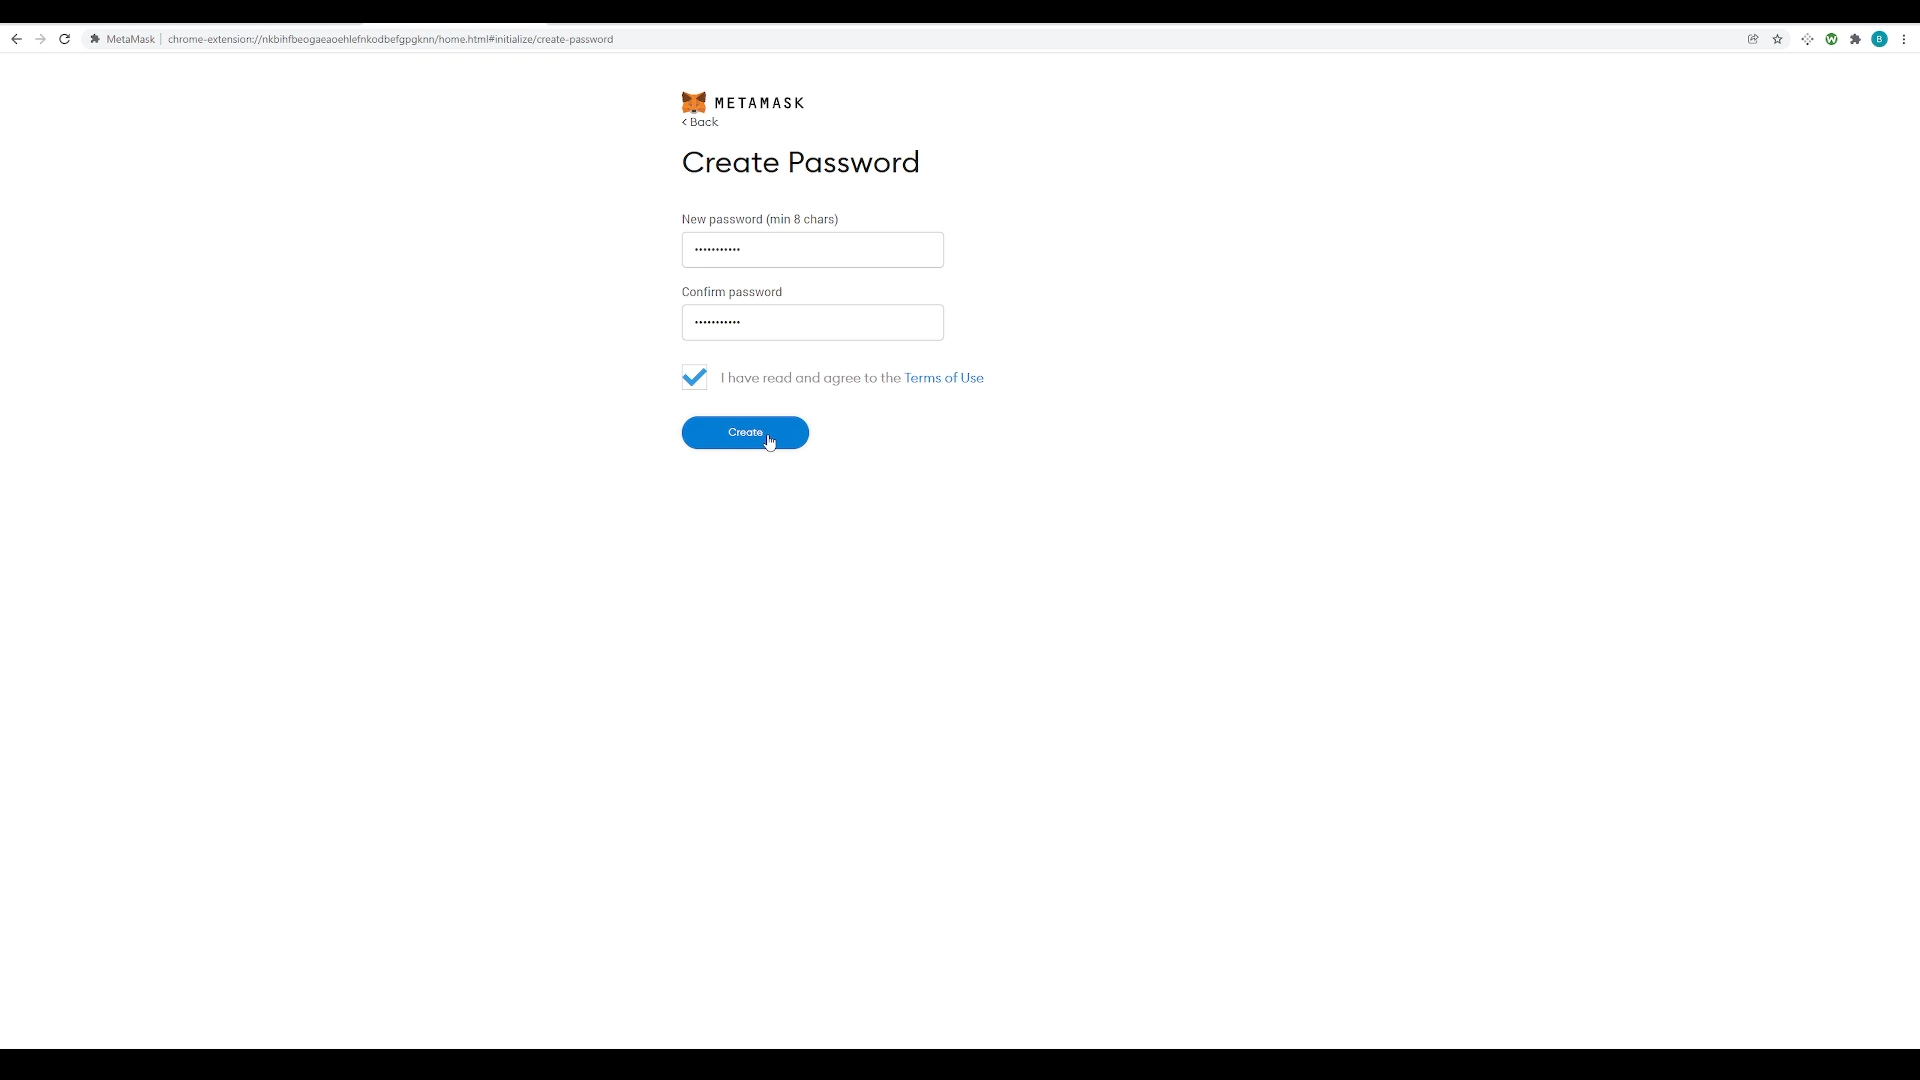 MetaMask | chrome-extension://nkbihfbeogaeaoehlefnkodbefgpgknn/home.html#initialize/create-password
W
B
METAMASK
< Back
Create Password
New password (min 8 chars)
•••••••••••
Confirm password
•••••••••••
I have read and agree to the Terms of Use
Create